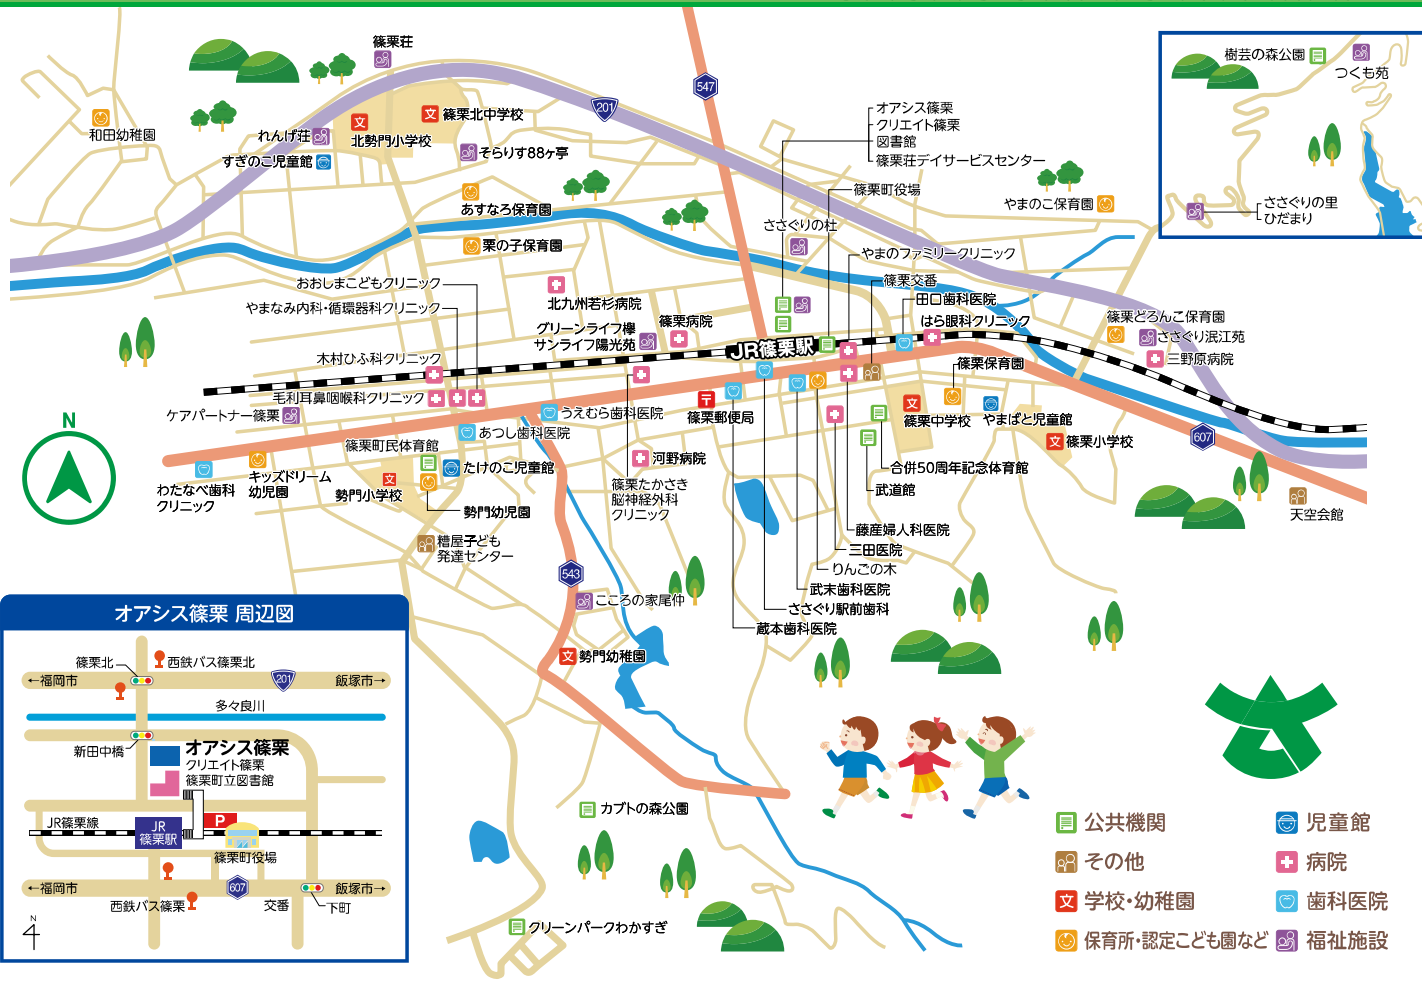 篠栗荘
547
201
和田幼稚園
れんげ荘
すぎのこ児童館
北勢門小学校
篠栗北中学校
そらりす88ヶ亭
あすなろ保育園
栗の子保育園
オアシス篠栗
クリエイト篠栗
図書館
篠栗荘デイサービスセンター
篠栗町役場
ささぐりの杜
やまのこ保育園
やまのファミリークリニック
篠栗交番
田口歯科医院
はら眼科クリニック
樹芸の森公園
つくも苑
ささぐりの里
ひだまり
おおしまこどもクリニック
やまなみ内科・循環器科クリニック
北九州若杉病院
グリーンライフ欅
サンライフ陽光苑
篠栗病院
JR篠栗駅
篠栗どろんこ保育園
ささぐり泯江苑
三野原病院
木村ひふ科クリニック
毛利耳鼻咽喉科クリニック
ケアパートナー篠栗
うえむら歯科医院
あつし歯科医院
篠栗郵便局
篠栗保育園
篠栗中学校
やまばと児童館
篠栗小学校
607
N
わたなべ歯科
クリニック
キッズドリーム
幼児園
篠栗町民体育館
たけのこ児童館
勢門小学校
勢門幼児園
糟屋子ども
発達センター
河野病院
篠栗たかさき
脳神経外科
クリニック
合併50周年記念体育館
武道館
藤産婦人科医院
三田医院
りんごの木
武末歯科医院
ささぐり駅前歯科
蔵本歯科医院
天空会館
543
こころの家尾仲
勢門幼稚園
カブトの森公園
グリーンパークわかすぎ
オアシス篠栗 周辺図
篠栗北
西鉄バス篠栗北
←福岡市
201
飯塚市→
多々良川
新田中橋
オアシス篠栗
クリエイト篠栗
篠栗町立図書館
JR篠栗線
JR
篠栗駅
P
篠栗町役場
←福岡市
607
飯塚市→
西鉄バス篠栗
交番
下町
N
公共機関
児童館
その他
病院
学校・幼稚園
歯科医院
保育所・認定こども園など
福祉施設